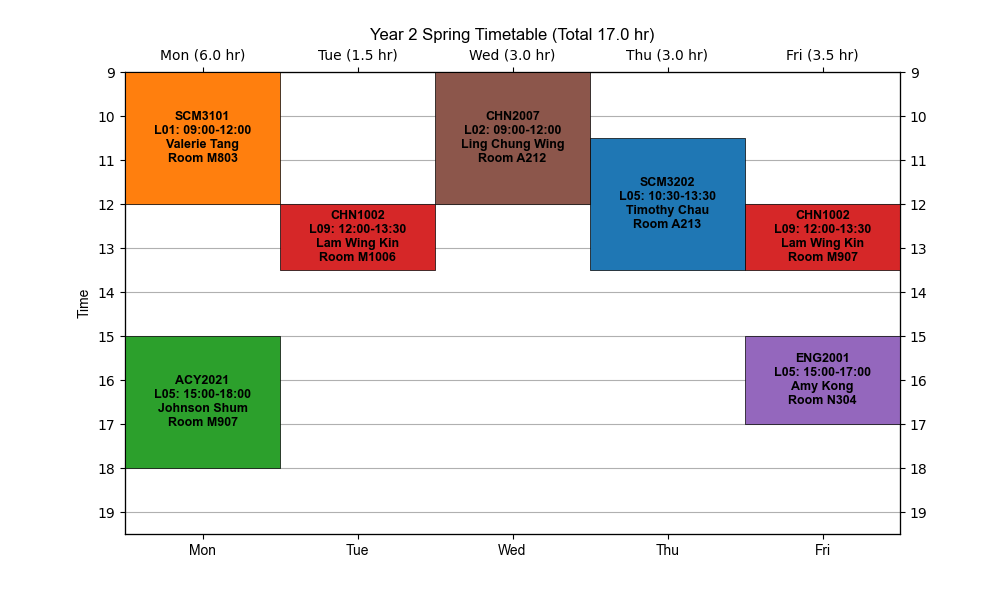 Year 2 Spring Timetable (Total 17.0 hr)
Mon (6.0 hr) Tue (1.5 hr) Wed (3.0 hr) Thu (3.0 hr) Fri (3.5 hr)
9 9
10 10
11 11
12 12
13 13
14 14
15 15
16 16
17 17
18 18
19 19
Time
SCM3101
L01: 09:00-12:00
Valerie Tang
Room M803
ACY2021
L05: 15:00-18:00
Johnson Shum
Room M907
CHN1002
L09: 12:00-13:30
Lam Wing Kin
Room M1006
CHN2007
L02: 09:00-12:00
Ling Chung Wing
Room A212
SCM3202
L05: 10:30-13:30
Timothy Chau
Room A213
CHN1002
L09: 12:00-13:30
Lam Wing Kin
Room M907
ENG2001
L05: 15:00-17:00
Amy Kong
Room N304
Mon Tue Wed Thu Fri